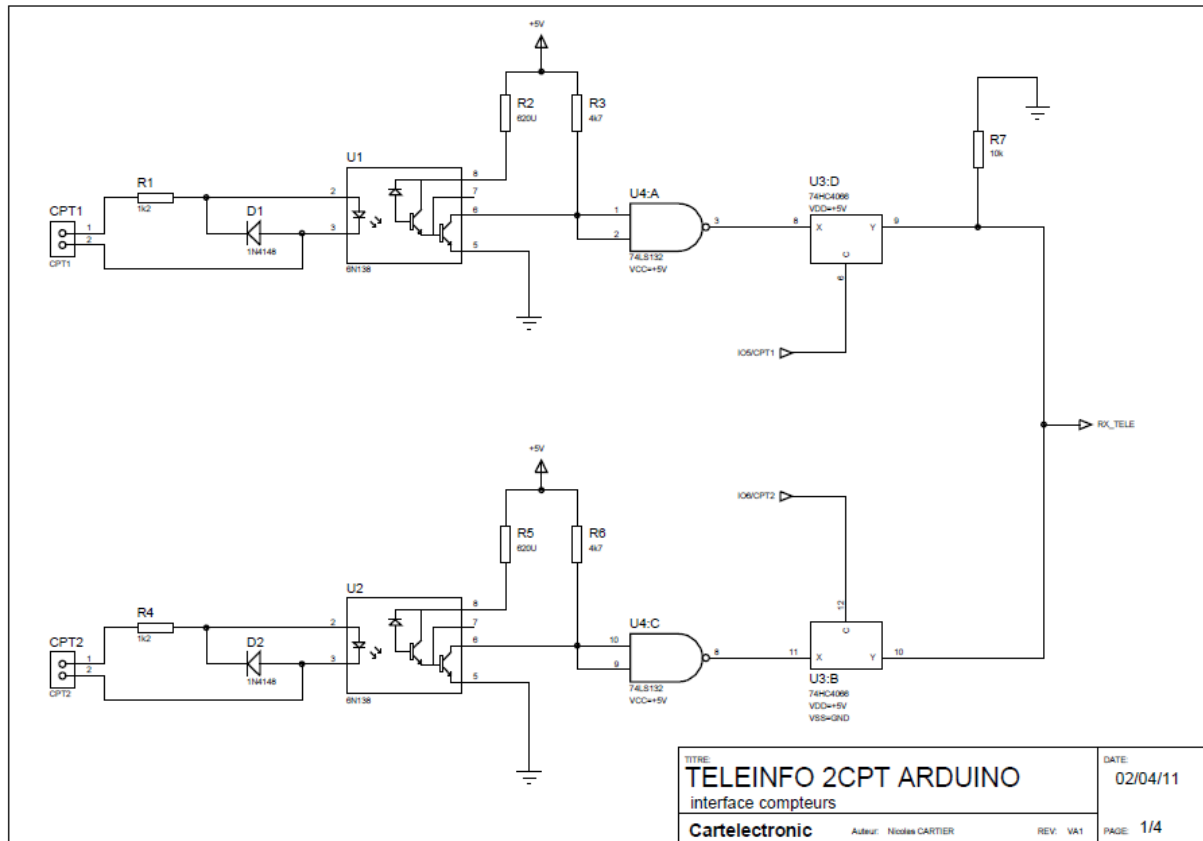 +5V
R2
620U
R3
4k7
R7
10k
U1
R1
1k2
CPT1
1
2
CPT1
D1
1N4148
2
3
8
7
6
5
6N138
U4:A
1
2
3
74LS132
VCC=+5V
U3:D
74HC4066
VDD=+5V
8
X
Y
9
C
6
IO5/CPT1
RX_TELE
+5V
IO6/CPT2
R5
620U
R6
4k7
U2
R4
1k2
CPT2
1
2
CPT2
D2
1N4148
2
3
8
7
6
5
6N138
U4:C
10
9
8
74LS132
VCC=+5V
12
C
11
X
Y
10
U3:B
74HC4066
VDD=+5V
VSS=GND
TITRE:
TELEINFO 2CPT ARDUINO
interface compteurs
DATE:
02/04/11
Cartelectronic
Auteur: Nicolas CARTIER
REV: VA1
PAGE: 1/4